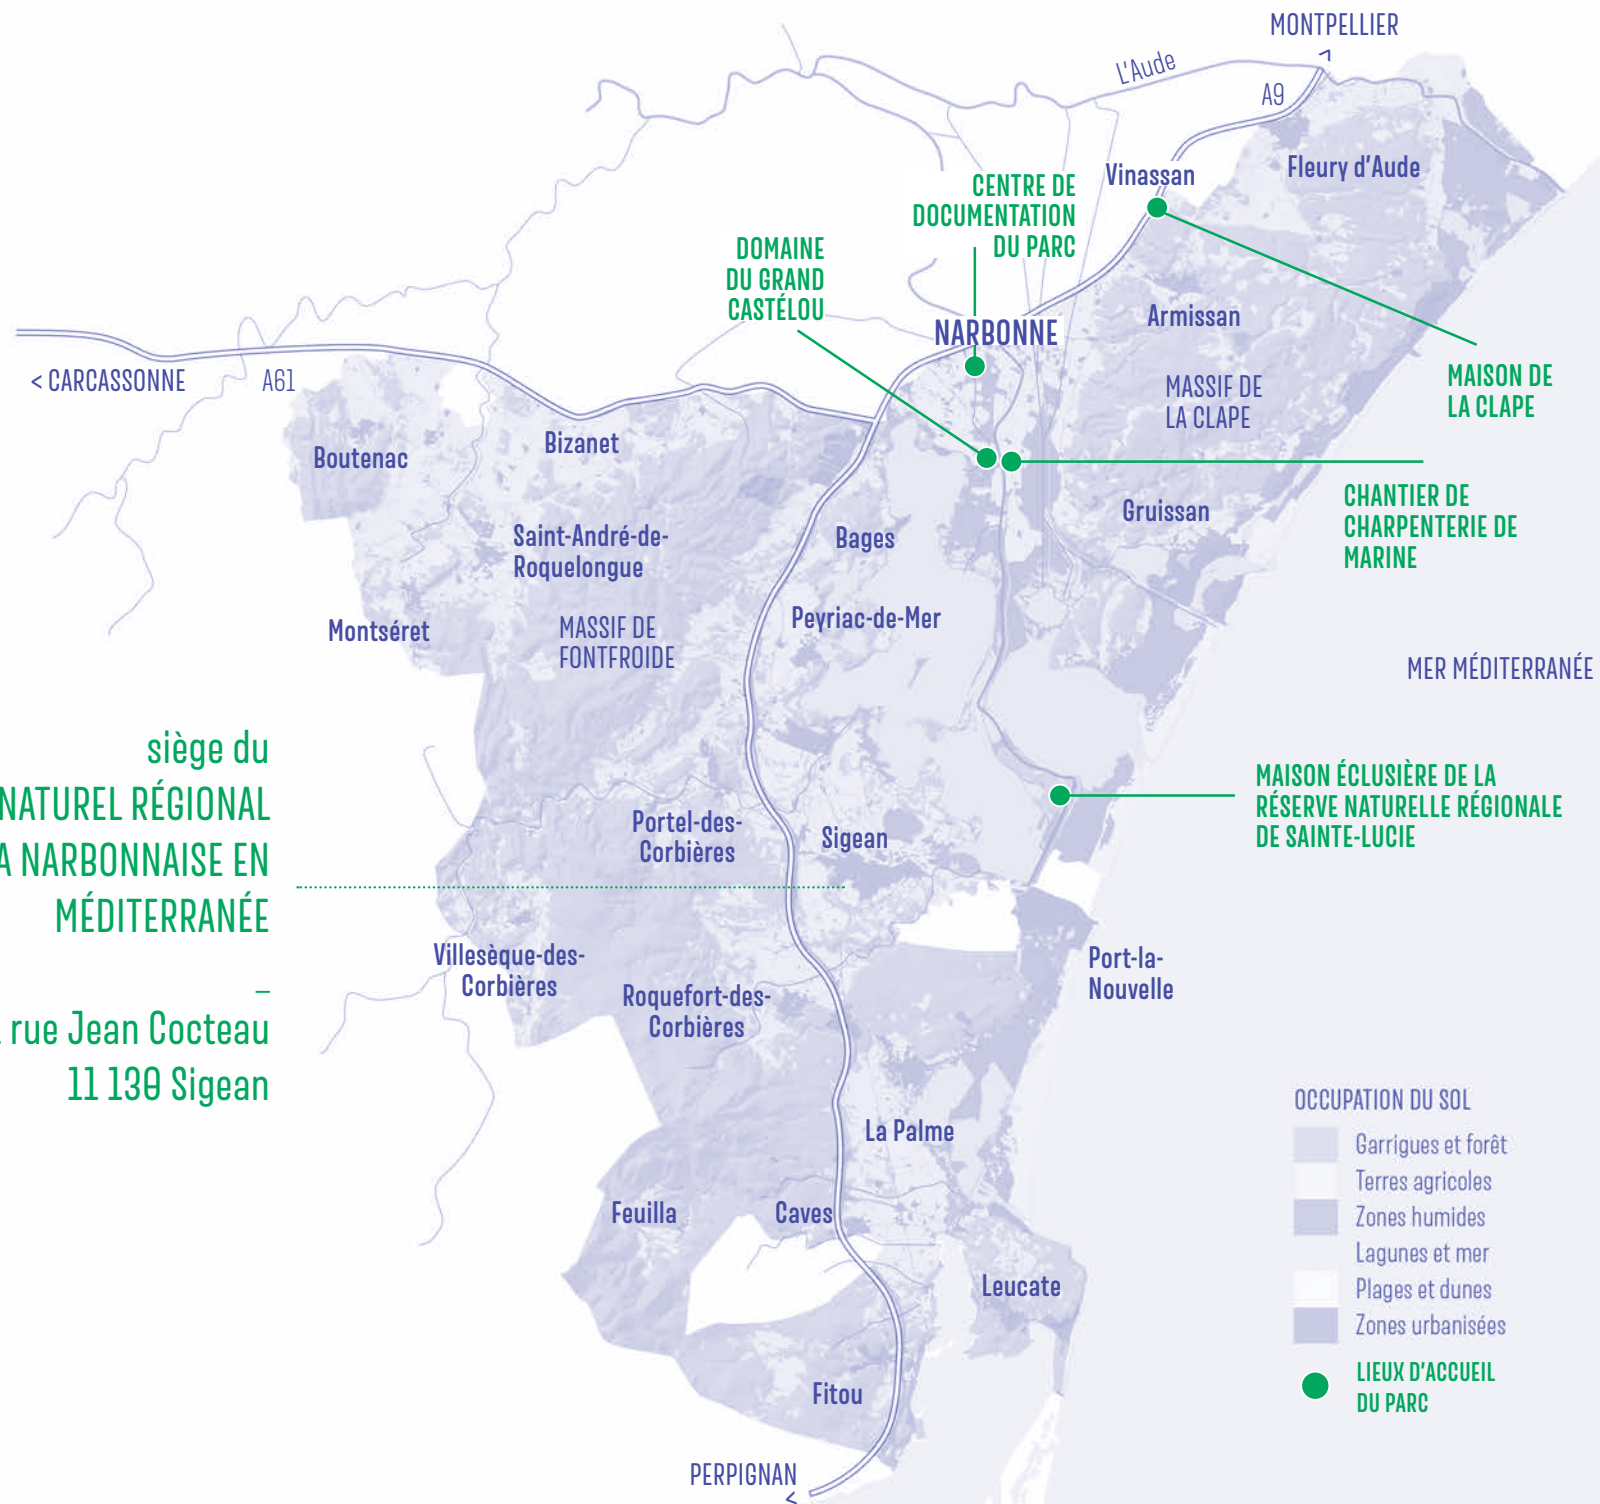 MONTPELLIER
>
L'Aude
A9
Vinassan
Fleury d'Aude
CENTRE DE
DOCUMENTATION
DU PARC
DOMAINE
DU GRAND
CASTÉLOU
NARBONNE
Armissan
< CARCASSONNE
A61
MASSIF DE
LA CLAPE
MAISON DE
LA CLAPE
Boutenac
Bizanet
CHANTIER DE
CHARPENTERIE DE
MARINE
Gruissan
Saint-André-de-
Roquelongue
Bages
Peyriac-de-Mer
Montséret
MASSIF DE
FONTFROIDE
MER MÉDITERRANÉE
siège du
NATUREL RÉGIONAL
A NARBONNAISE EN
MÉDITERRANÉE
–
rue Jean Cocteau
11 130 Sigean
MAISON ÉCLUSIÈRE DE LA
RÉSERVE NATURELLE RÉGIONALE
DE SAINTE-LUCIE
Portel-des-
Corbières
Sigean
Villesèque-des-
Corbières
Roquefort-des-
Corbières
Port-la-
Nouvelle
La Palme
Feuilla
Caves
Leucate
Fitou
PERPIGNAN
<
OCCUPATION DU SOL
Garrigues et forêt
Terres agricoles
Zones humides
Lagunes et mer
Plages et dunes
Zones urbanisées
LIEUX D'ACCUEIL
DU PARC